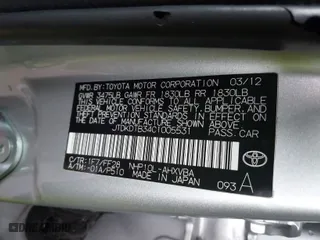 MFD BY: TOYOTA MOTOR CORPORATION 03/12
GVWR 3475LB GAWR FR 1830LB RR 1830LB
THIS VEHICLE CONFORMS TO ALL APPLICABLE
FEDERAL MOTOR VEHICLE SAFETY, BUMPER, AND
THEFT PREVENTION STANDARDS IN EFFECT ON
THE DATE OF MANUFACTURE SHOWN ABOVE.
JTDKDTB34C1005531 PASS-CAR
C/TR:1F7/FF28 NHP10L-AHXVBA
A/TM:-01A/P510 MADE IN JAPAN
TOYOTA
093 A